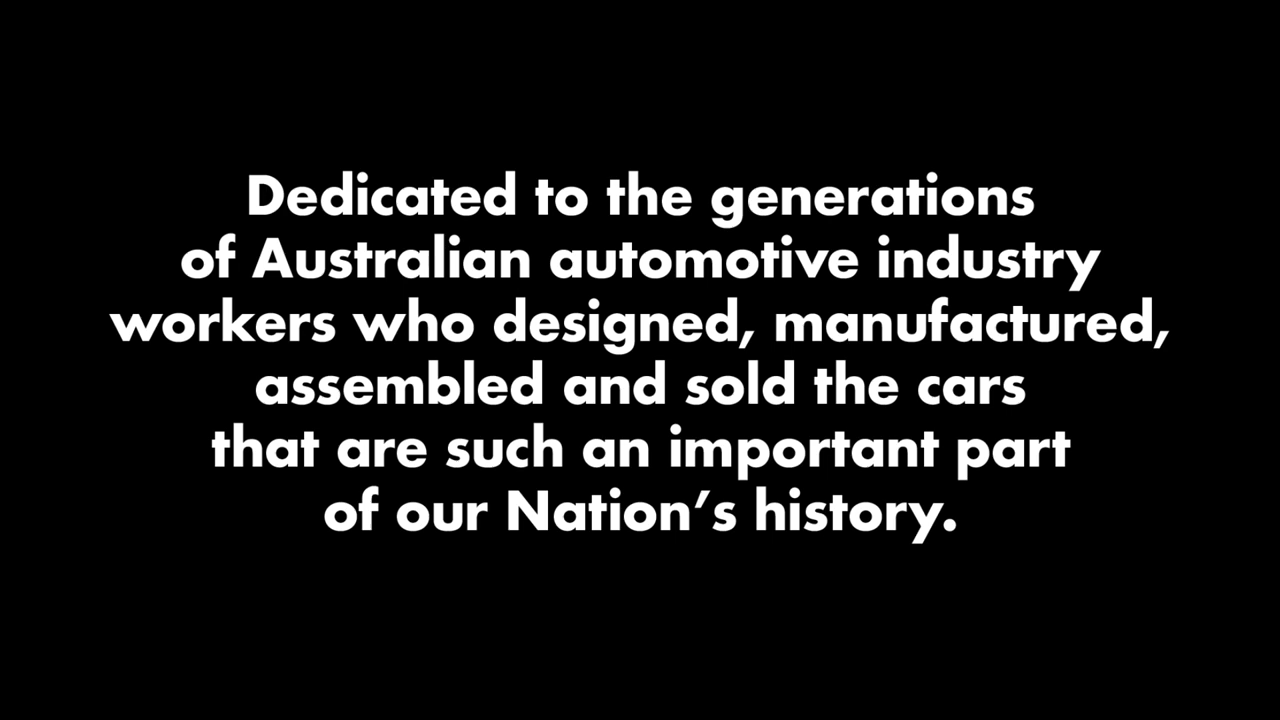 Dedicated to the generations
of Australian automotive industry
workers who designed, manufactured,
assembled and sold the cars
that are such an important part
of our Nation’s history.